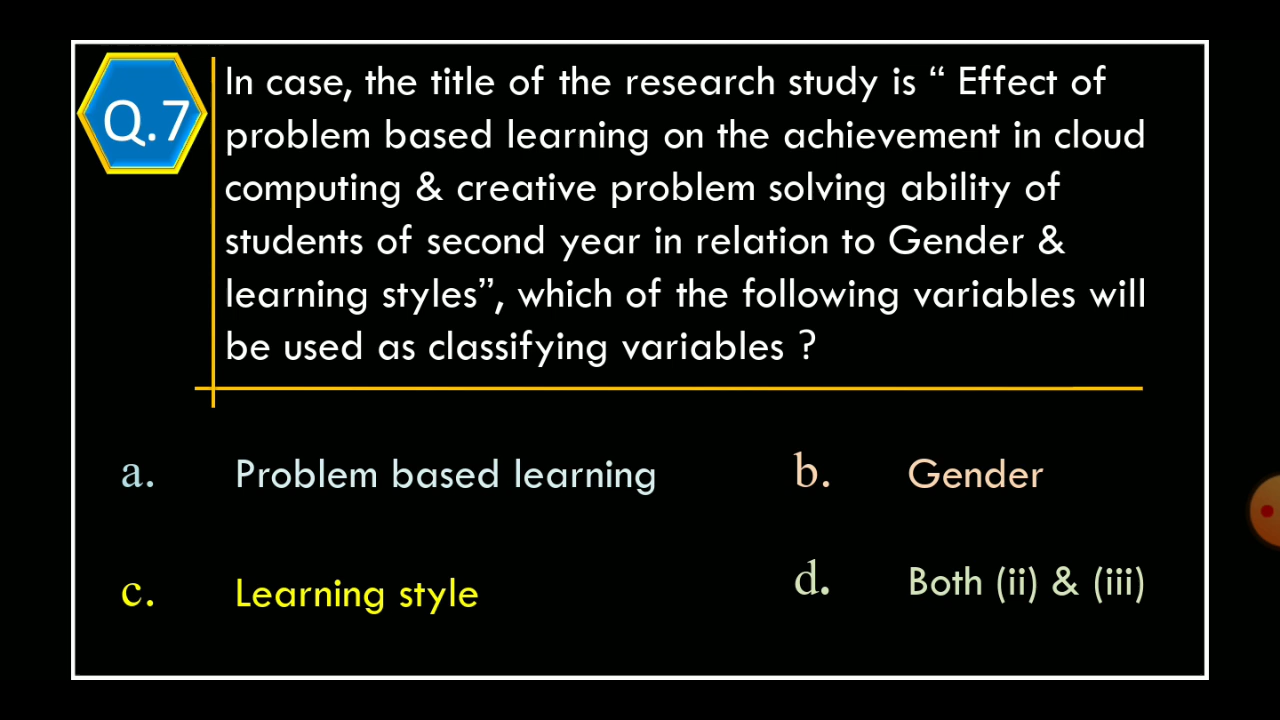 Q.7
In case, the title of the research study is “ Effect of
problem based learning on the achievement in cloud
computing & creative problem solving ability of
students of second year in relation to Gender &
learning styles”, which of the following variables will
be used as classifying variables ?
a. Problem based learning
b. Gender
c. Learning style
d. Both (ii) & (iii)